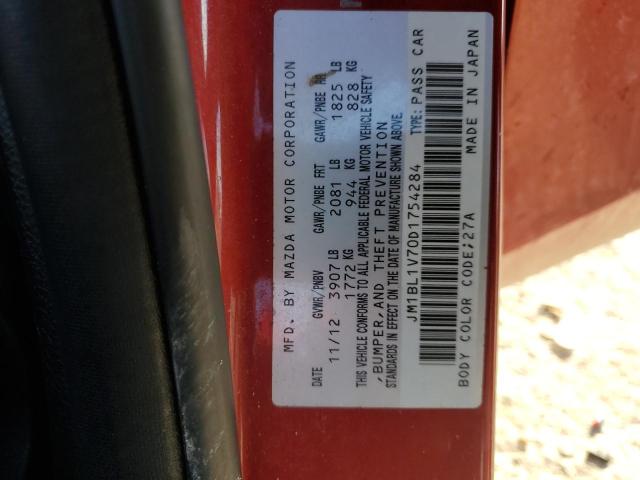 MFD. BY MAZDA MOTOR CORPORATION
DATE GVWR/PNBV GAWR/PNBE FRT GAWR/PNBE RR
11/12 3907 LB 2081 LB 1825 LB
1772 KG 944 KG 828 KG
THIS VEHICLE CONFORMS TO ALL APPLICABLE FEDERAL MOTOR VEHICLE SAFETY
,BUMPER,AND THEFT PREVENTION
STANDARDS IN EFFECT ON THE DATE OF MANUFACTURE SHOWN ABOVE.
JM1BL1V70D1754284 TYPE: PASS CAR
BODY COLOR CODE;27A MADE IN JAPAN